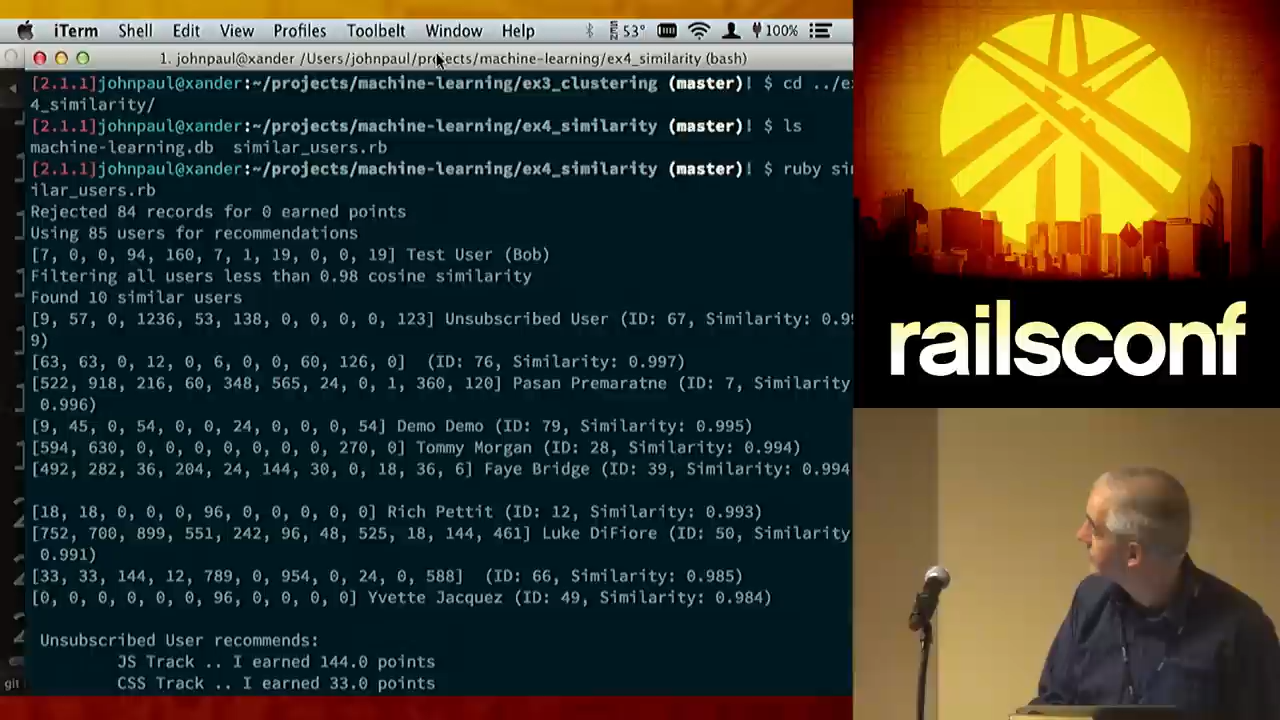 iTerm Shell Edit View Profiles Toolbelt Window Help 53° 100%
1. johnpaul@xander /Users/johnpaul/projects/machine-learning/ex4_similarity (bash)
[2.1.1]johnpaul@xander:~/projects/machine-learning/ex3_clustering (master)! $ cd ../ex
4_similarity/
[2.1.1]johnpaul@xander:~/projects/machine-learning/ex4_similarity (master)! $ ls
machine-learning.db similar_users.rb
[2.1.1]johnpaul@xander:~/projects/machine-learning/ex4_similarity (master)! $ ruby sim
ilar_users.rb
Rejected 84 records for 0 earned points
Using 85 users for recommendations
[7, 0, 0, 94, 160, 7, 1, 19, 0, 0, 19] Test User (Bob)
Filtering all users less than 0.98 cosine similarity
Found 10 similar users
[9, 57, 0, 1236, 53, 138, 0, 0, 0, 0, 123] Unsubscribed User (ID: 67, Similarity: 0.99
9)
[63, 63, 0, 12, 0, 6, 0, 0, 60, 126, 0] (ID: 76, Similarity: 0.997)
[522, 918, 216, 60, 348, 565, 24, 0, 1, 360, 120] Pasan Premaratne (ID: 7, Similarity
0.996)
[9, 45, 0, 54, 0, 0, 24, 0, 0, 0, 54] Demo Demo (ID: 79, Similarity: 0.995)
[594, 630, 0, 0, 0, 0, 0, 0, 0, 270, 0] Tommy Morgan (ID: 28, Similarity: 0.994)
[492, 282, 36, 204, 24, 144, 30, 0, 18, 36, 6] Faye Bridge (ID: 39, Similarity: 0.994
[18, 18, 0, 0, 0, 96, 0, 0, 0, 0, 0] Rich Pettit (ID: 12, Similarity: 0.993)
[752, 700, 899, 551, 242, 96, 48, 525, 18, 144, 461] Luke DiFiore (ID: 50, Similarity:
0.991)
[33, 33, 144, 12, 789, 0, 954, 0, 24, 0, 588] (ID: 66, Similarity: 0.985)
[0, 0, 0, 0, 0, 0, 96, 0, 0, 0, 0] Yvette Jacquez (ID: 49, Similarity: 0.984)
Unsubscribed User recommends:
JS Track .. I earned 144.0 points
CSS Track .. I earned 33.0 points
git
railsconf